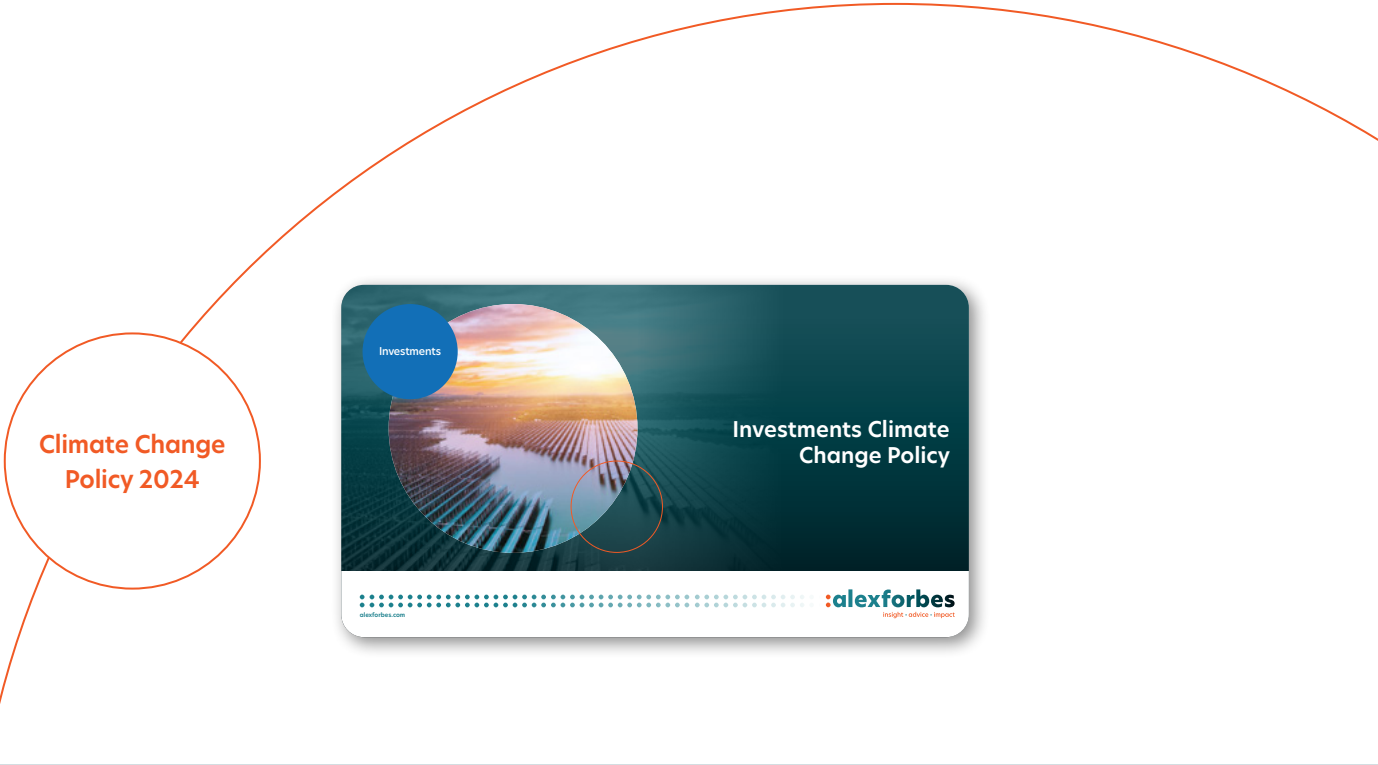 Climate Change
Policy 2024
Investments
Investments Climate
Change Policy
alexforbes.com
:alexforbes
insight • advice • impact